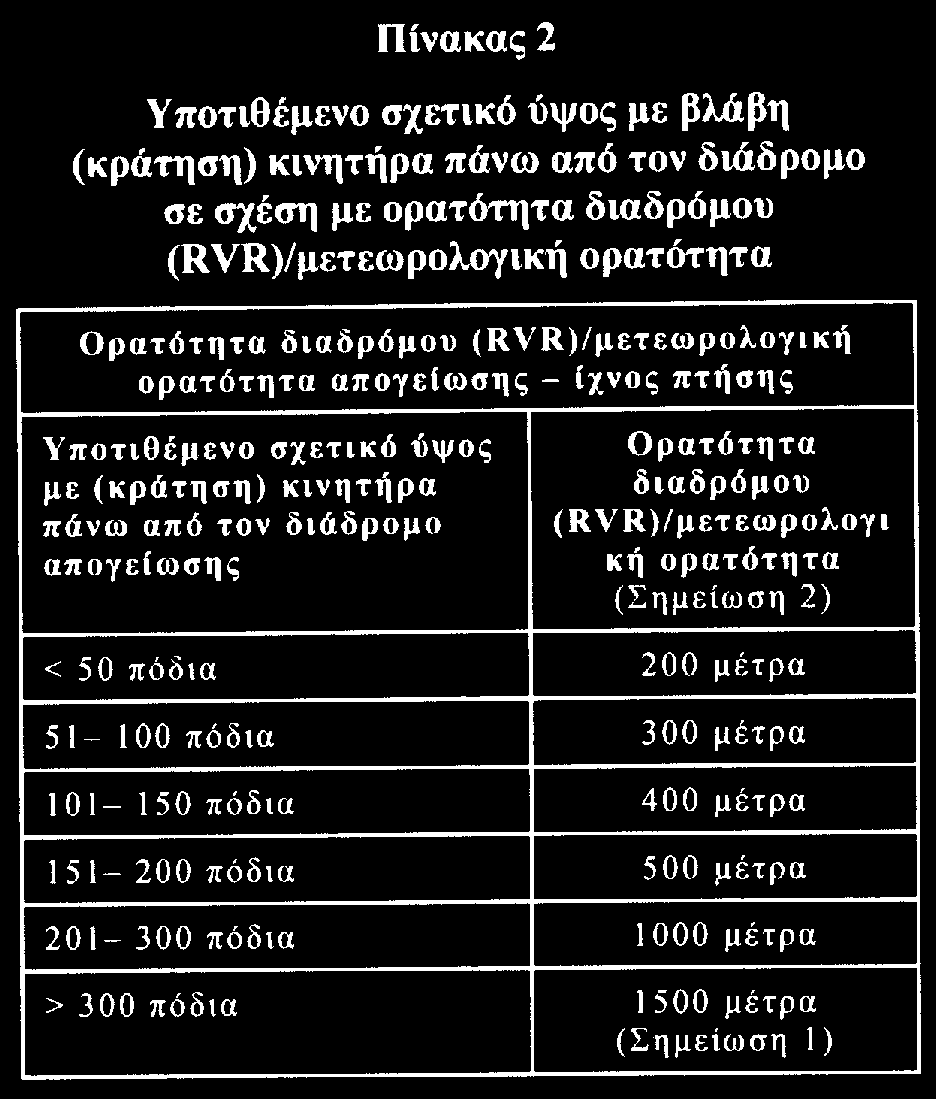 Πίνακας 2
Υποτιθέμενο σχετικό ύψος με βλάβη
(κράτηση) κινητήρα πάνω από τον διάδρομο
σε σχέση με ορατότητα διαδρόμου
(RVR)/μετεωρολογική ορατότητα
Ορατότητα διαδρόμου (RVR)/μετεωρολογική
ορατότητα απογείωσης – ίχνος πτήσης
Υποτιθέμενο σχετικό ύψος
με (κράτηση) κινητήρα
πάνω από τον διάδρομο
απογείωσης
Ορατότητα
διαδρόμου
(RVR)/μετεωρολογι
κή ορατότητα
(Σημείωση 2)
< 50 πόδια
200 μέτρα
51– 100 πόδια
300 μέτρα
101– 150 πόδια
400 μέτρα
151– 200 πόδια
500 μέτρα
201– 300 πόδια
1000 μέτρα
> 300 πόδια
1500 μέτρα
(Σημείωση 1)